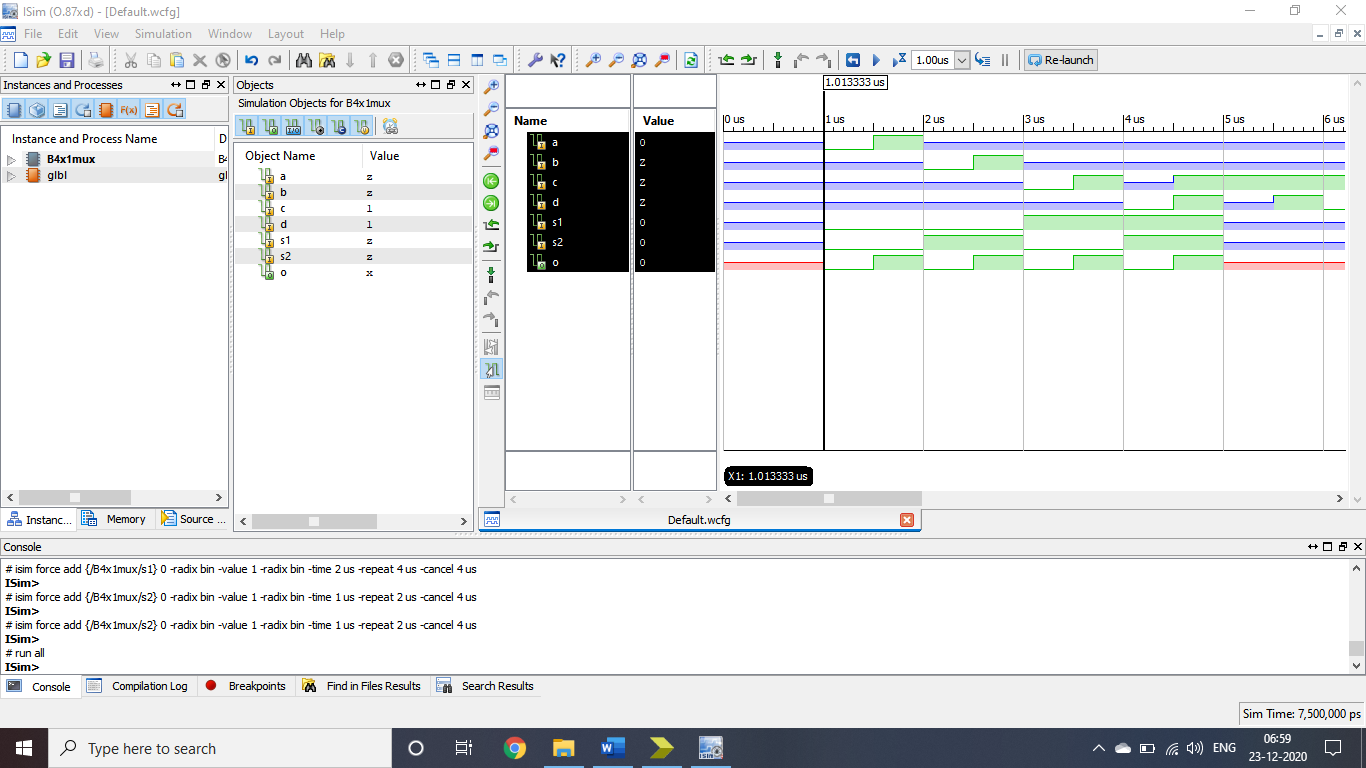 ISim (O.87xd) - [Default.wcfg]
File Edit View Simulation Window Layout Help
1.00us Re-launch
Instances and Processes
Instance and Process Name D
B4x1mux B4
glbl gl
Instanc... Memory Source ...
Objects
Simulation Objects for B4x1mux
Object Name Value
a z
b z
c 1
d 1
s1 z
s2 z
o x
Name Value
a 0
b z
c z
d z
s1 0
s2 0
o 0
1.013333 us
0 us 1 us 2 us 3 us 4 us 5 us 6 us
X1: 1.013333 us
Default.wcfg
Console
# isim force add {/B4x1mux/s1} 0 -radix bin -value 1 -radix bin -time 2 us -repeat 4 us -cancel 4 us
ISim>
# isim force add {/B4x1mux/s2} 0 -radix bin -value 1 -radix bin -time 1 us -repeat 2 us -cancel 4 us
ISim>
# isim force add {/B4x1mux/s2} 0 -radix bin -value 1 -radix bin -time 1 us -repeat 2 us -cancel 4 us
ISim>
# run all
ISim>
Console Compilation Log Breakpoints Find in Files Results Search Results
Sim Time: 7,500,000 ps
Type here to search
ENG
06:59
23-12-2020